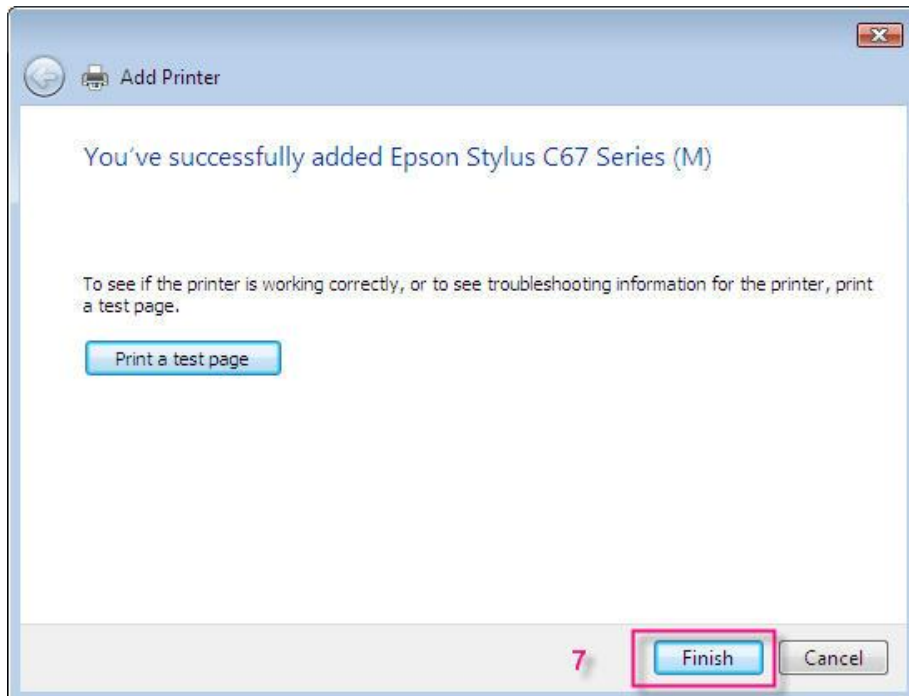 Add Printer
You've successfully added Epson Stylus C67 Series (M)
To see if the printer is working correctly, or to see troubleshooting information for the printer, print
a test page.
Print a test page
7 Finish Cancel